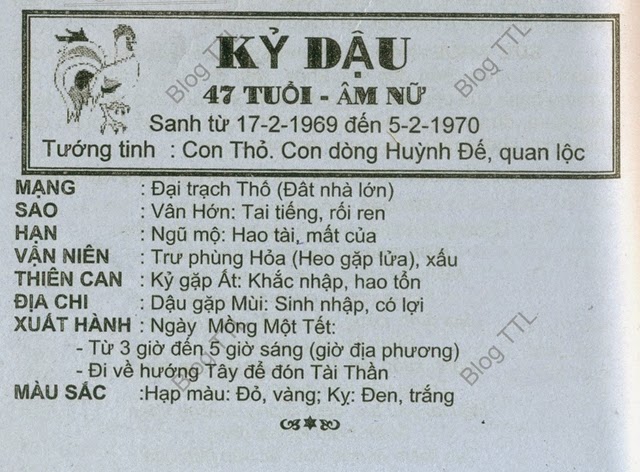 KỶ DẬU
47 TUỔI - ÂM NỮ
Sanh từ 17-2-1969 đến 5-2-1970
Tướng tinh : Con Thỏ. Con dòng Huỳnh Đế, quan lộc
MẠNG : Đại trạch Thố (Đât nhà lớn)
SAO : Vân Hớn: Tai tiếng, rối ren
HẠN : Ngũ mộ: Hao tài, mất của
VẬN NIÊN : Trư phùng Hỏa (Heo gặp lửa), xấu
THIÊN CAN : Kỷ gặp Ất: Khắc nhập, hao tổn
ĐỊA CHI : Dậu gặp Mùi: Sinh nhập, có lợi
XUẤT HÀNH : Ngày Mồng Một Tết:
- Từ 3 giờ đến 5 giờ sáng (giờ địa phương)
- Đi về hướng Tây để đón Tài Thần
MÀU SẮC :Hạp màu: Đỏ, vàng; Kỵ: Đen, trắng
Blog TTL
Blog TTL
Blog TTL
Blog TTL